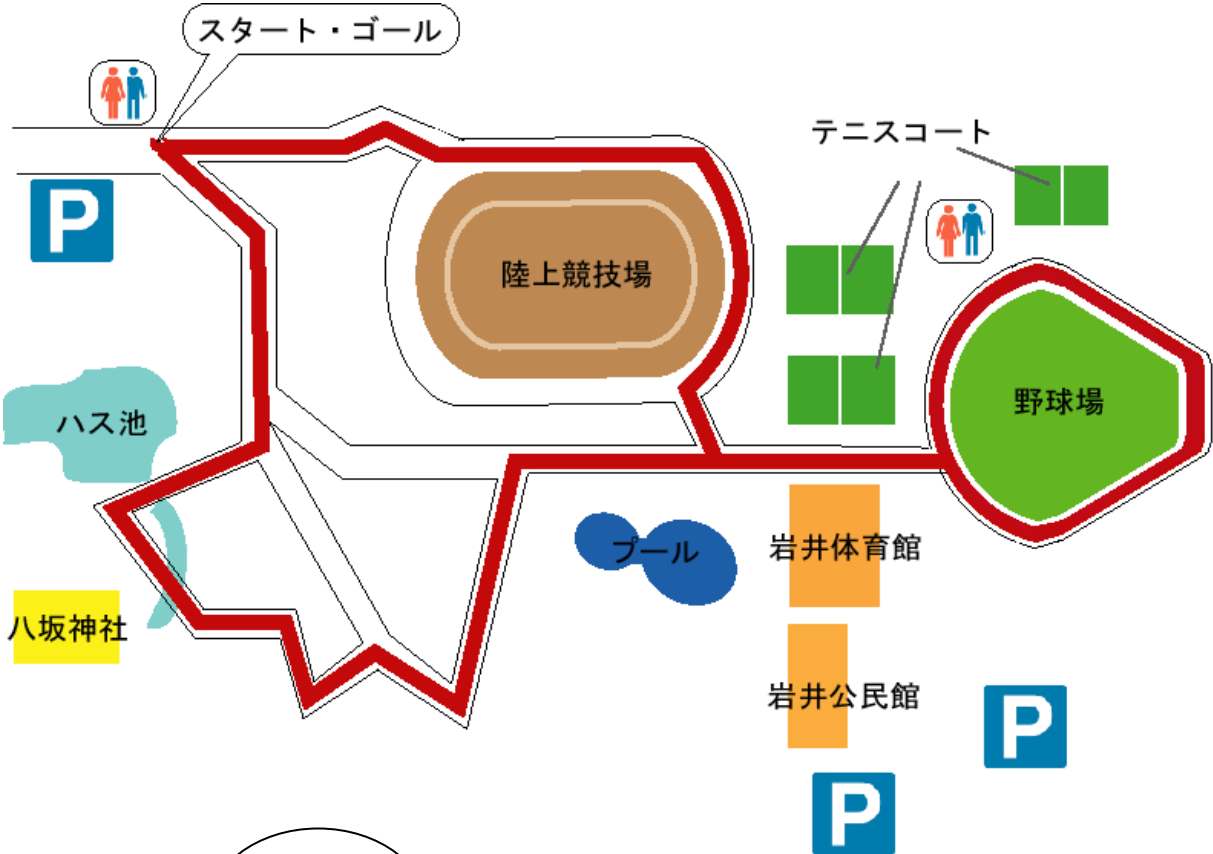 スタート・ゴール
テニスコート
P
陸上競技場
野球場
ハス池
プール
岩井体育館
八坂神社
岩井公民館
P
P